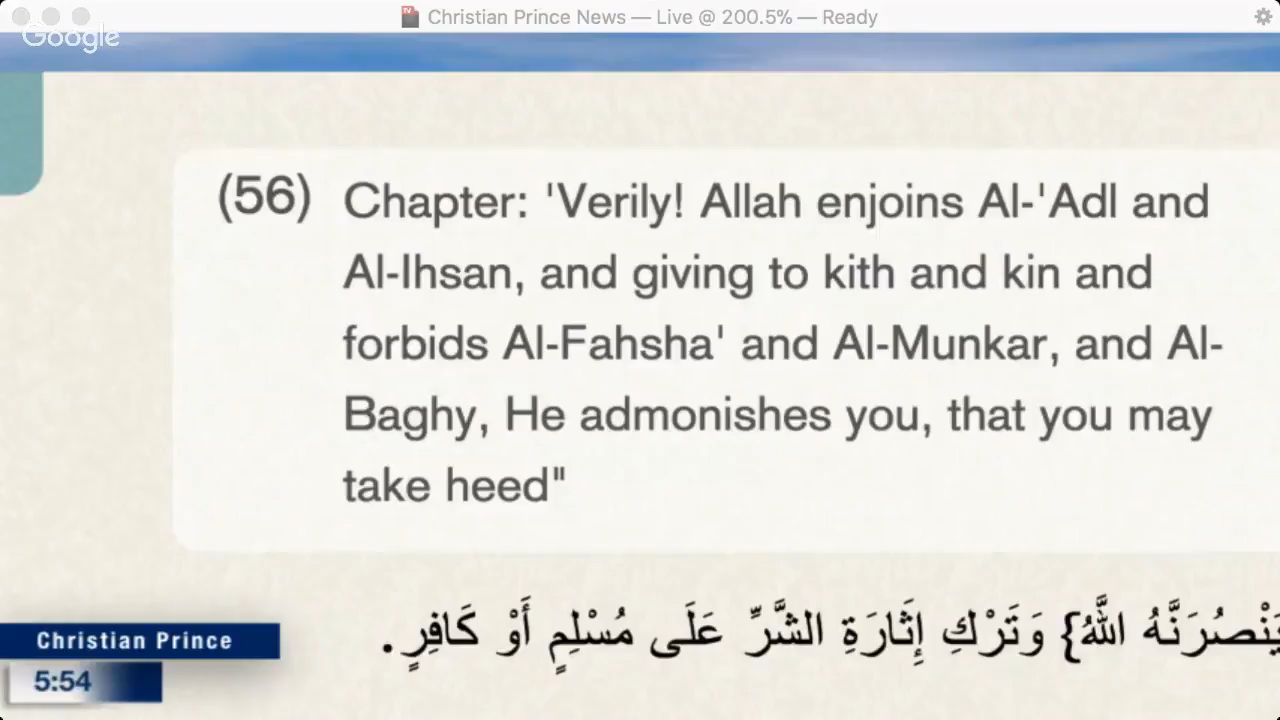 Christian Prince News — Live @ 200.5% — Ready
Google
(56) Chapter: 'Verily! Allah enjoins Al-'Adl and
Al-Ihsan, and giving to kith and kin and
forbids Al-Fahsha' and Al-Munkar, and Al-
Baghy, He admonishes you, that you may
take heed"
يَنْصُرَنَّهُ اللَّهُ} وَتَرْكِ إِثَارَةِ الشَّرِّ عَلَى مُسْلِمٍ أَوْ كَافِرٍ.
Christian Prince
5:54